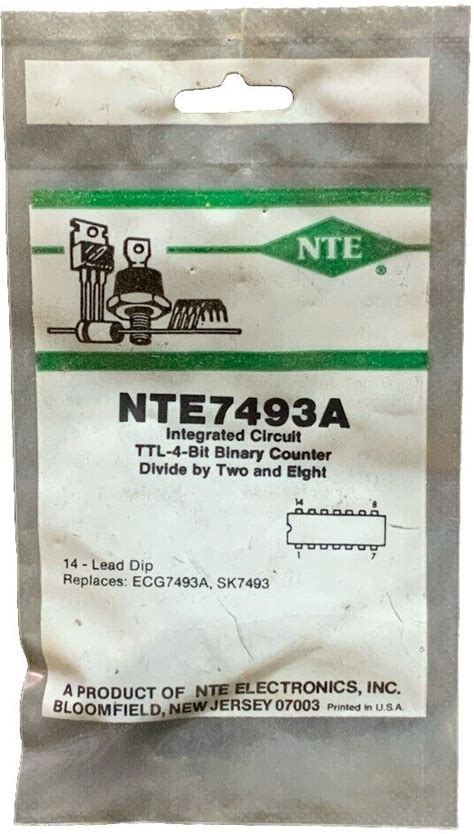 NTE
®
NTE7493A
Integrated Circuit
TTL-4-Bit Binary Counter
Divide by Two and Eight
14 8
1 7
14 - Lead Dip
Replaces: ECG7493A, SK7493
A PRODUCT OF NTE ELECTRONICS, INC.
BLOOMFIELD, NEW JERSEY 07003 Printed in U.S.A.